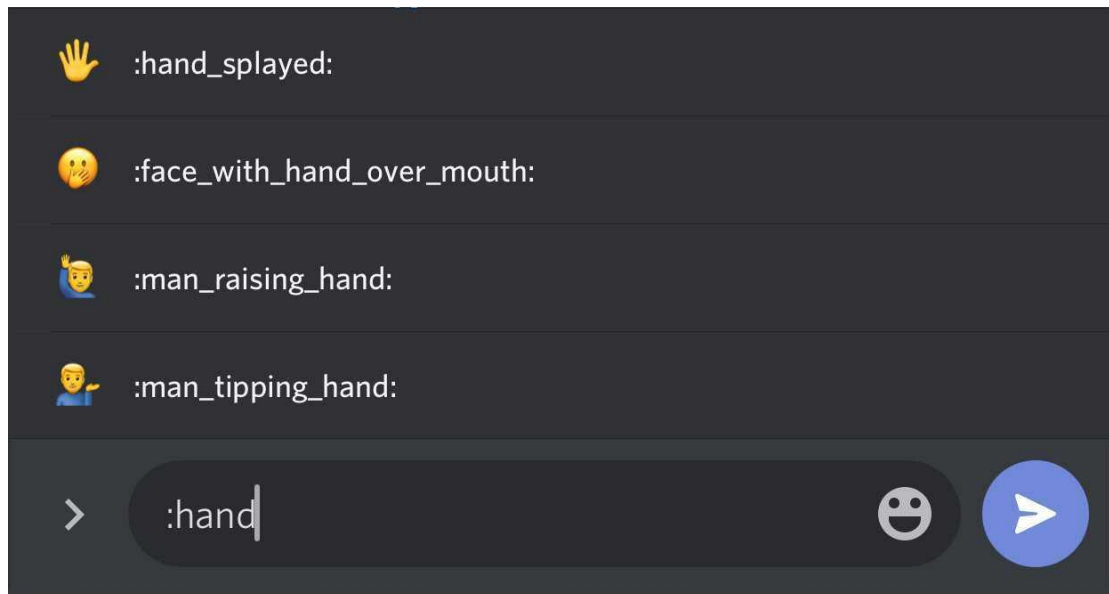 :hand_splayed:
:face_with_hand_over_mouth:
:man_raising_hand:
:man_tipping_hand:
:hand